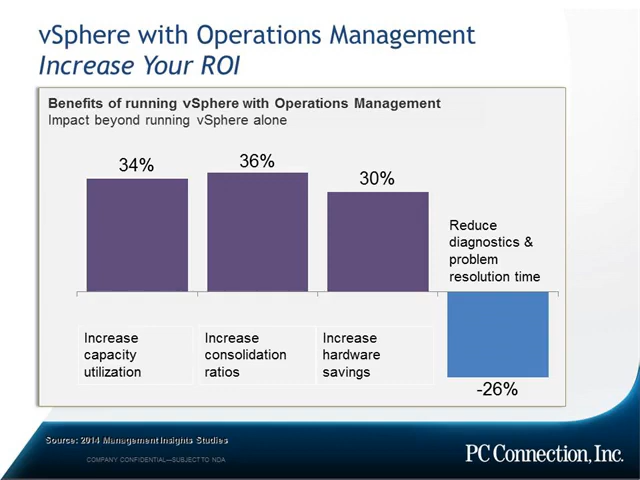 vSphere with Operations Management
Increase Your ROI
Benefits of running vSphere with Operations Management
Impact beyond running vSphere alone
34%
36%
30%
Reduce
diagnostics &
problem
resolution time
Increase
capacity
utilization
Increase
consolidation
ratios
Increase
hardware
savings
-26%
Source: 2014 Management Insights Studies
COMPANY CONFIDENTIAL—SUBJECT TO NDA
PC Connection, Inc.